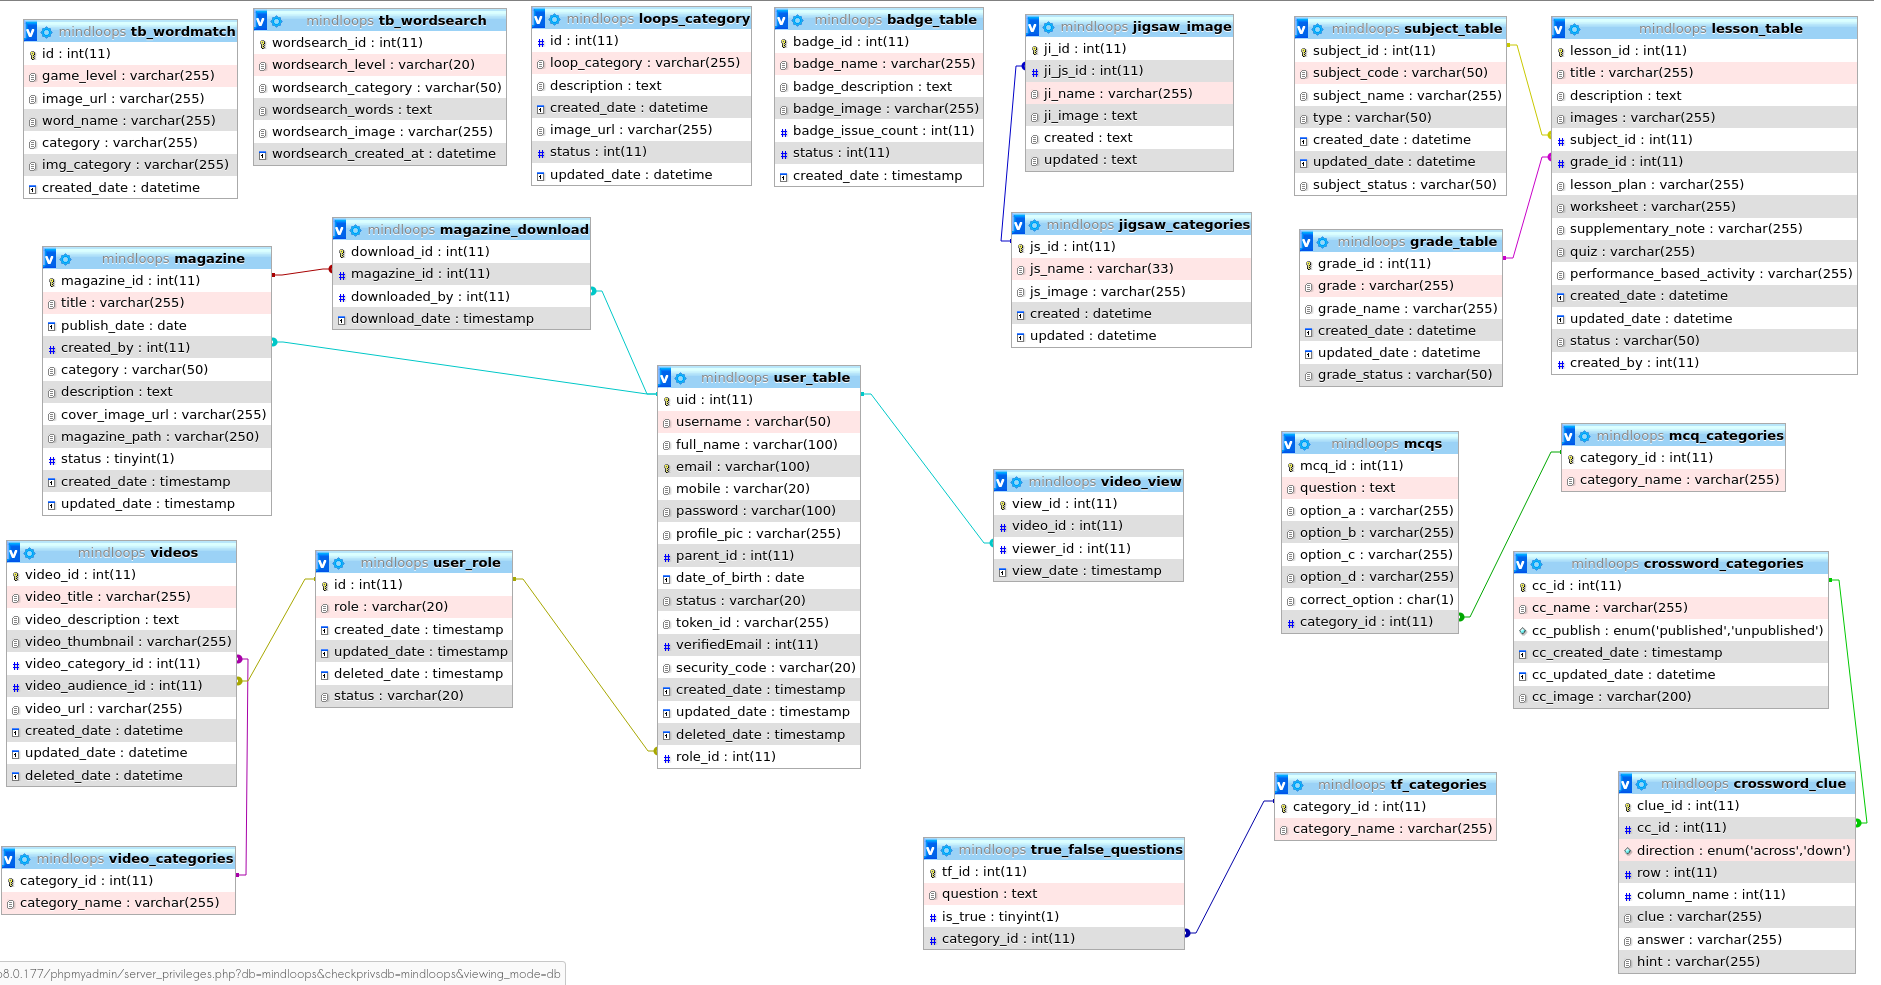 mindloops tb_wordmatch
id : int(11)
game_level : varchar(255)
image_url : varchar(255)
word_name : varchar(255)
category : varchar(255)
img_category : varchar(255)
created_date : datetime
mindloops tb_wordsearch
wordsearch_id : int(11)
wordsearch_level : varchar(20)
wordsearch_category : varchar(50)
wordsearch_words : text
wordsearch_image : varchar(255)
wordsearch_created_at : datetime
mindloops loops_category
id : int(11)
loop_category : varchar(255)
description : text
created_date : datetime
image_url : varchar(255)
status : int(11)
updated_date : datetime
mindloops badge_table
badge_id : int(11)
badge_name : varchar(255)
badge_description : text
badge_image : varchar(255)
badge_issue_count : int(11)
status : int(11)
created_date : timestamp
mindloops jigsaw_image
ji_id : int(11)
ji_js_id : int(11)
ji_name : varchar(255)
ji_image : text
created : text
updated : text
mindloops subject_table
subject_id : int(11)
subject_code : varchar(50)
subject_name : varchar(255)
type : varchar(50)
created_date : datetime
updated_date : datetime
subject_status : varchar(50)
mindloops lesson_table
lesson_id : int(11)
title : varchar(255)
description : text
images : varchar(255)
subject_id : int(11)
grade_id : int(11)
lesson_plan : varchar(255)
worksheet : varchar(255)
supplementary_note : varchar(255)
quiz : varchar(255)
performance_based_activity : varchar(255)
created_date : datetime
updated_date : datetime
status : varchar(50)
created_by : int(11)
mindloops magazine
magazine_id : int(11)
title : varchar(255)
publish_date : date
created_by : int(11)
category : varchar(50)
description : text
cover_image_url : varchar(255)
magazine_path : varchar(250)
status : tinyint(1)
created_date : timestamp
updated_date : timestamp
mindloops magazine_download
download_id : int(11)
magazine_id : int(11)
downloaded_by : int(11)
download_date : timestamp
mindloops jigsaw_categories
js_id : int(11)
js_name : varchar(33)
js_image : varchar(255)
created : datetime
updated : datetime
mindloops grade_table
grade_id : int(11)
grade : varchar(255)
grade_name : varchar(255)
created_date : datetime
updated_date : datetime
grade_status : varchar(50)
mindloops user_table
uid : int(11)
username : varchar(50)
full_name : varchar(100)
email : varchar(100)
mobile : varchar(20)
password : varchar(100)
profile_pic : varchar(255)
parent_id : int(11)
date_of_birth : date
status : varchar(20)
token_id : varchar(255)
verifiedEmail : int(11)
security_code : varchar(20)
created_date : timestamp
updated_date : timestamp
deleted_date : timestamp
role_id : int(11)
mindloops video_view
view_id : int(11)
video_id : int(11)
viewer_id : int(11)
view_date : timestamp
mindloops mcqs
mcq_id : int(11)
question : text
option_a : varchar(255)
option_b : varchar(255)
option_c : varchar(255)
option_d : varchar(255)
correct_option : char(1)
category_id : int(11)
mindloops mcq_categories
category_id : int(11)
category_name : varchar(255)
mindloops videos
video_id : int(11)
video_title : varchar(255)
video_description : text
video_thumbnail : varchar(255)
video_category_id : int(11)
video_audience_id : int(11)
video_url : varchar(255)
created_date : datetime
updated_date : datetime
deleted_date : datetime
mindloops user_role
id : int(11)
role : varchar(20)
created_date : timestamp
updated_date : timestamp
deleted_date : timestamp
status : varchar(20)
mindloops crossword_categories
cc_id : int(11)
cc_name : varchar(255)
cc_publish : enum('published','unpublished')
cc_created_date : timestamp
cc_updated_date : datetime
cc_image : varchar(200)
mindloops video_categories
category_id : int(11)
category_name : varchar(255)
mindloops true_false_questions
tf_id : int(11)
question : text
is_true : tinyint(1)
category_id : int(11)
mindloops tf_categories
category_id : int(11)
category_name : varchar(255)
mindloops crossword_clue
clue_id : int(11)
cc_id : int(11)
direction : enum('across','down')
row : int(11)
column_name : int(11)
clue : varchar(255)
answer : varchar(255)
hint : varchar(255)
8.0.177/phpmyadmin/server_privileges.php?db=mindloops&checkprivsdb=mindloops&viewing_mode=db